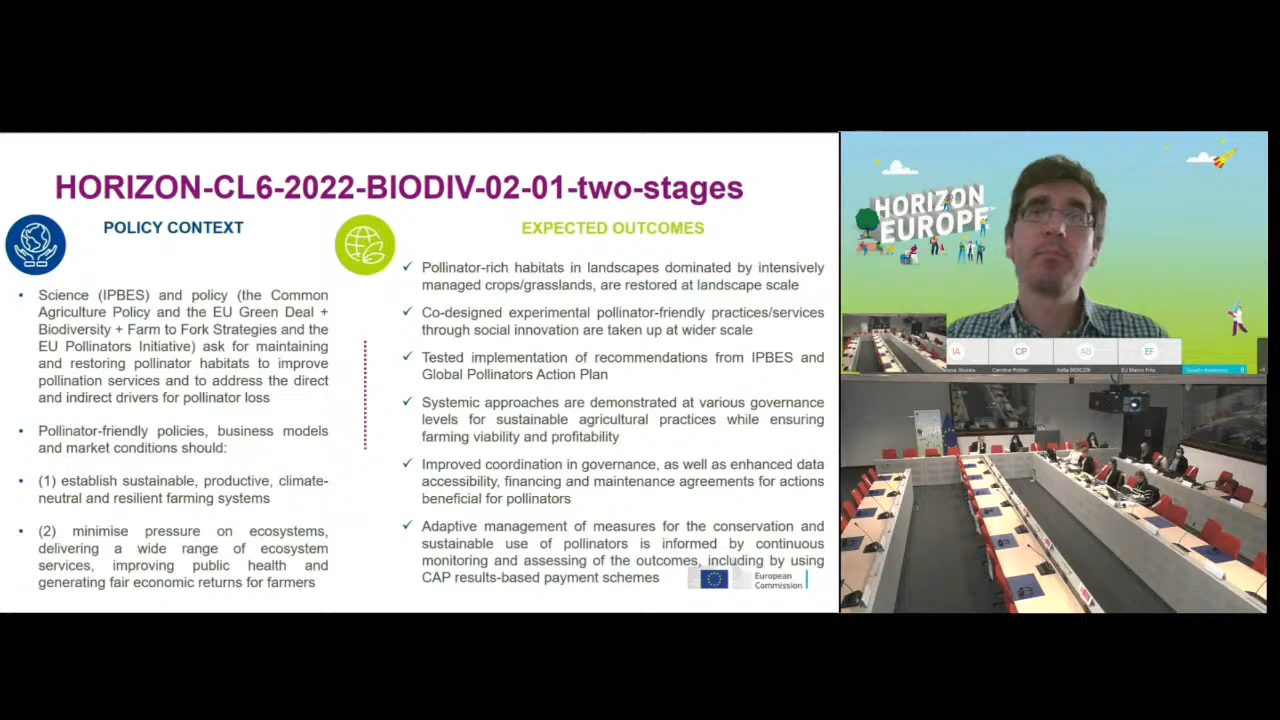 HORIZON-CL6-2022-BIODIV-02-01-two-stages
POLICY CONTEXT
• Science (IPBES) and policy (the Common
Agriculture Policy and the EU Green Deal +
Biodiversity + Farm to Fork Strategies and the
EU Pollinators Initiative) ask for maintaining
and restoring pollinator habitats to improve
pollination services and to address the direct
and indirect drivers for pollinator loss
• Pollinator-friendly policies, business models
and market conditions should:
• (1) establish sustainable, productive, climate-
neutral and resilient farming systems
• (2) minimise pressure on ecosystems,
delivering a wide range of ecosystem
services, improving public health and
generating fair economic returns for farmers
EXPECTED OUTCOMES
✓ Pollinator-rich habitats in landscapes dominated by intensively
managed crops/grasslands, are restored at landscape scale
✓ Co-designed experimental pollinator-friendly practices/services
through social innovation are taken up at wider scale
✓ Tested implementation of recommendations from IPBES and
Global Pollinators Action Plan
✓ Systemic approaches are demonstrated at various governance
levels for sustainable agricultural practices while ensuring
farming viability and profitability
✓ Improved coordination in governance, as well as enhanced data
accessibility, financing and maintenance agreements for actions
beneficial for pollinators
✓ Adaptive management of measures for the conservation and
sustainable use of pollinators is informed by continuous
monitoring and assessing of the outcomes, including by using
CAP results-based payment schemes
European
Commission
HORIZON
EUROPE
IA
CP
AB
EF